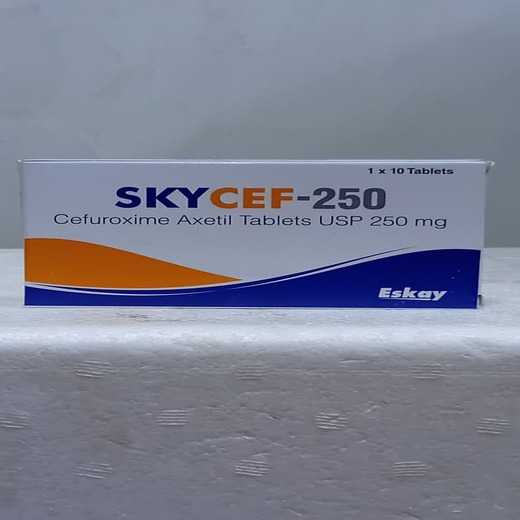 1 x 10 Tablets
SKYCEF-250
Cefuroxime Axetil Tablets USP 250 mg
Eskay